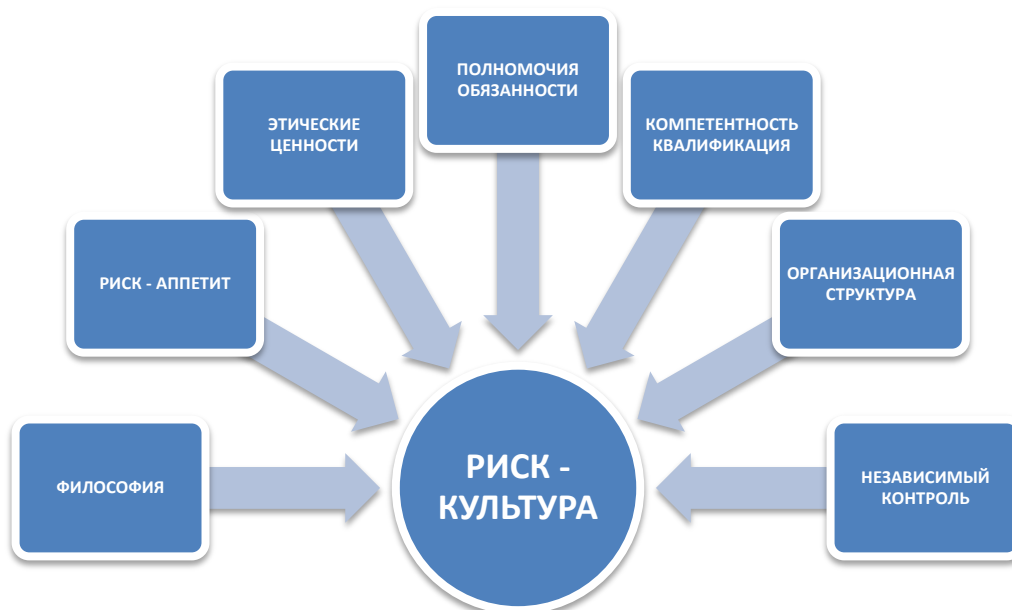 ПОЛНОМОЧИЯ
ОБЯЗАННОСТИ
ЭТИЧЕСКИЕ
ЦЕННОСТИ
КОМПЕТЕНТНОСТЬ
КВАЛИФИКАЦИЯ
РИСК - АППЕТИТ
ОРГАНИЗАЦИОННАЯ
СТРУКТУРА
ФИЛОСОФИЯ
РИСК -
КУЛЬТУРА
НЕЗАВИСИМЫЙ
КОНТРОЛЬ